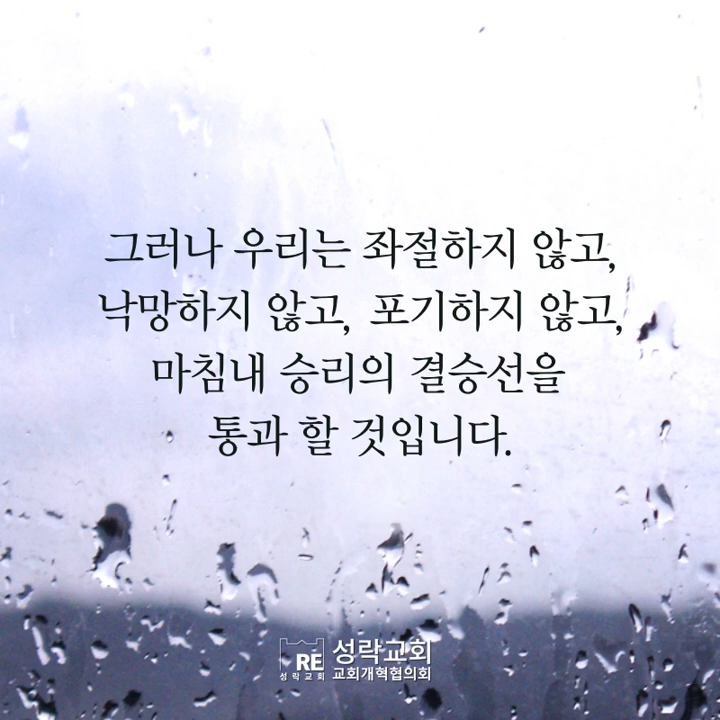 그러나 우리는 좌절하지 않고,
낙망하지 않고, 포기하지 않고,
마침내 승리의 결승선을
통과 할 것입니다.
RE 성락교회
성락교회 교회개혁협의회